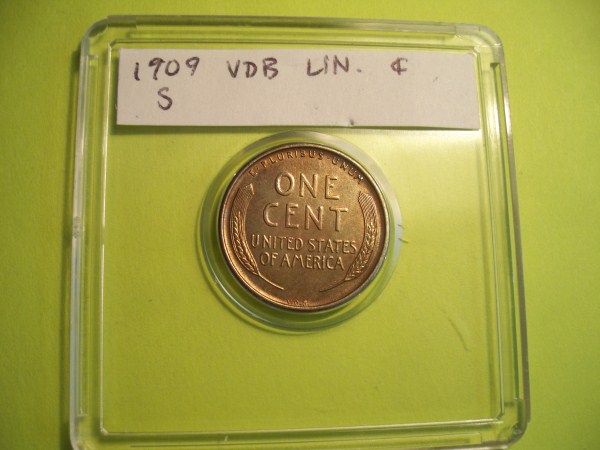 1909 VDB LIN. ¢
S
E·PLURIBUS·UNUM
ONE
CENT
UNITED STATES
OF AMERICA